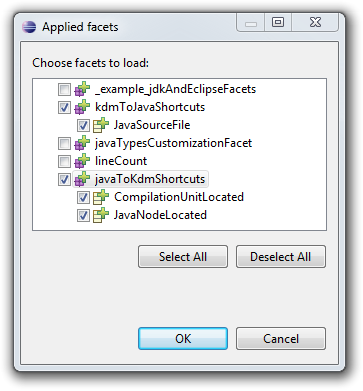 Applied facets
Choose facets to load:
_example_jdkAndEclipseFacets
kdmToJavaShortcuts
JavaSourceFile
javaTypesCustomizationFacet
lineCount
javaToKdmShortcuts
CompilationUnitLocated
JavaNodeLocated
Select All Deselect All
OK Cancel